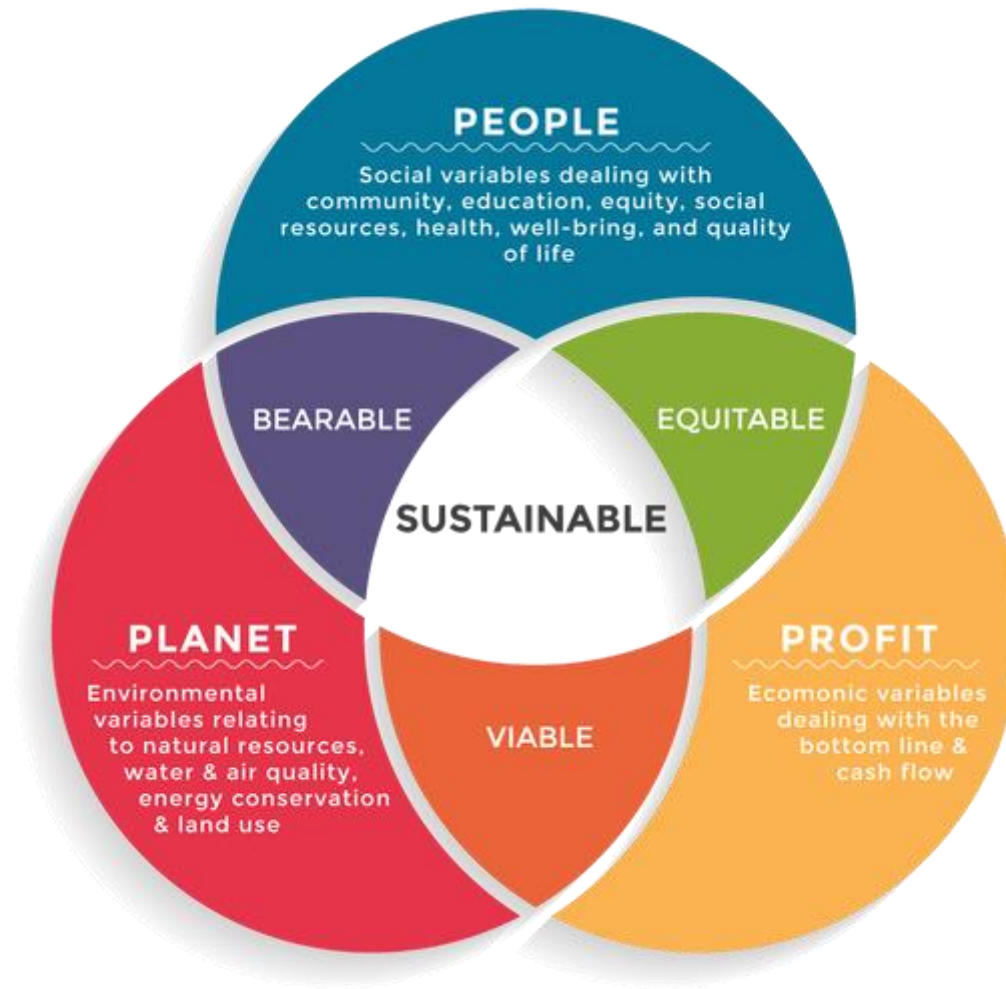 PEOPLE
Social variables dealing with
community, education, equity, social
resources, health, well-bring, and quality
of life
BEARABLE
EQUITABLE
SUSTAINABLE
PLANET
Environmental
variables relating
to natural resources,
water & air quality,
energy conservation
& land use
VIABLE
PROFIT
Ecomonic variables
dealing with the
bottom line &
cash flow